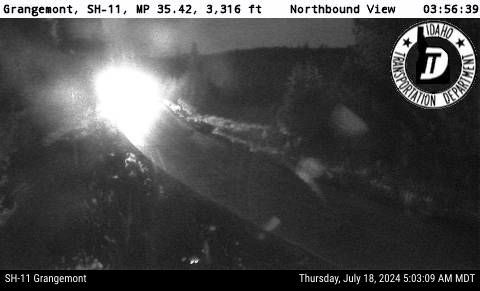 Grangemont, SH-11, MP 35.42, 3,316 ft Northbound View 03:56:39
IDAHO
TRANSPORTATION DEPARTMENT
SH-11 Grangemont Thursday, July 18, 2024 5:03:09 AM MDT